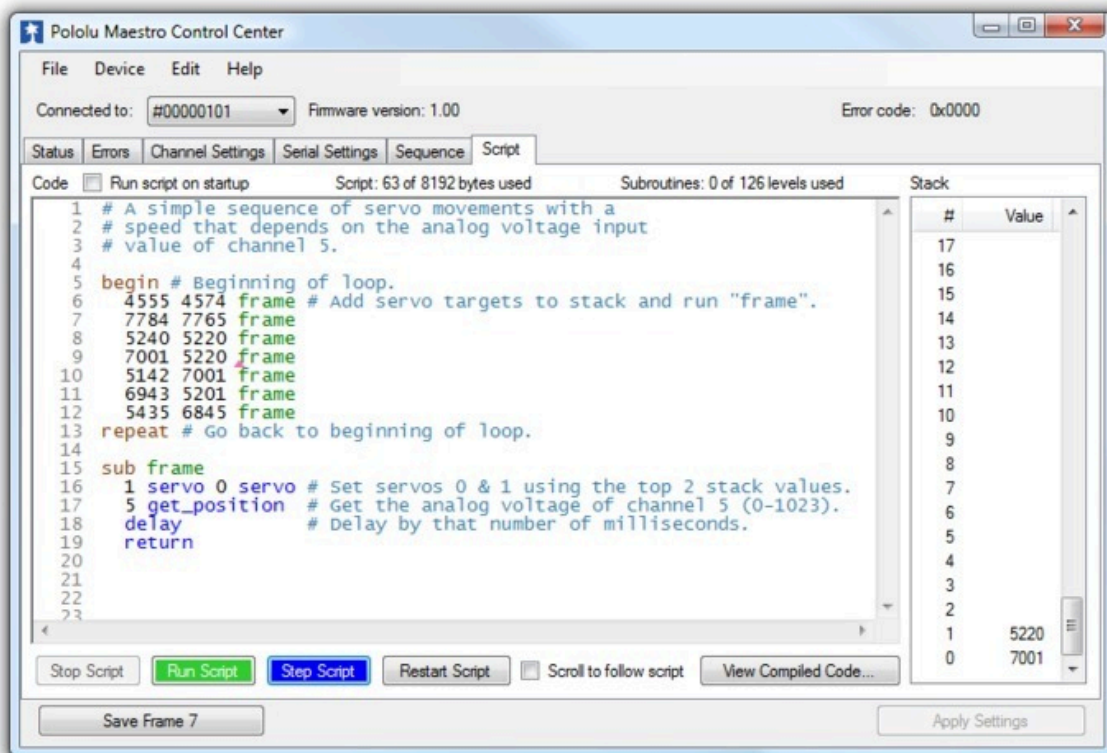 Pololu Maestro Control Center
File Device Edit Help
Connected to: #00000101 Firmware version: 1.00 Error code: 0x0000
Status Errors Channel Settings Serial Settings Sequence Script
Code Run script on startup Script: 63 of 8192 bytes used Subroutines: 0 of 126 levels used Stack
1 # A simple sequence of servo movements with a
2 # speed that depends on the analog voltage input
3 # value of channel 5.
4
5 begin # Beginning of loop.
6 4555 4574 frame # Add servo targets to stack and run "frame".
7 7784 7765 frame
8 5240 5220 frame
9 7001 5220 frame
10 5142 7001 frame
11 6943 5201 frame
12 5435 6845 frame
13 repeat # Go back to beginning of loop.
14
15 sub frame
16 1 servo 0 servo # Set servos 0 & 1 using the top 2 stack values.
17 5 get_position # Get the analog voltage of channel 5 (0-1023).
18 delay # Delay by that number of milliseconds.
19 return
20
21
22
23
# Value
17
16
15
14
13
12
11
10
9
8
7
6
5
4
3
2
1 5220
0 7001
Stop Script Run Script Step Script Restart Script Scroll to follow script View Compiled Code...
Save Frame 7 Apply Settings